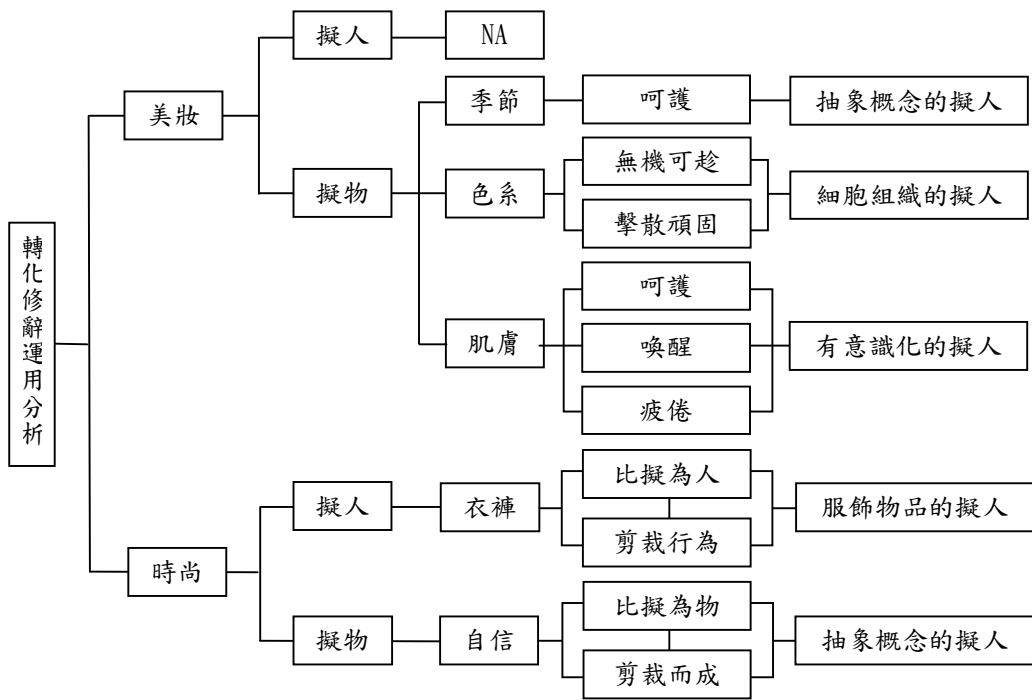 轉化修辭運用分析
美妝
擬人
NA
擬物
季節
呵護
抽象概念的擬人
色系
無機可趁
擊散頑固
細胞組織的擬人
肌膚
呵護
喚醒
疲倦
有意識化的擬人
時尚
擬人
衣褲
比擬為人
剪裁行為
服飾物品的擬人
擬物
自信
比擬為物
剪裁而成
抽象概念的擬人